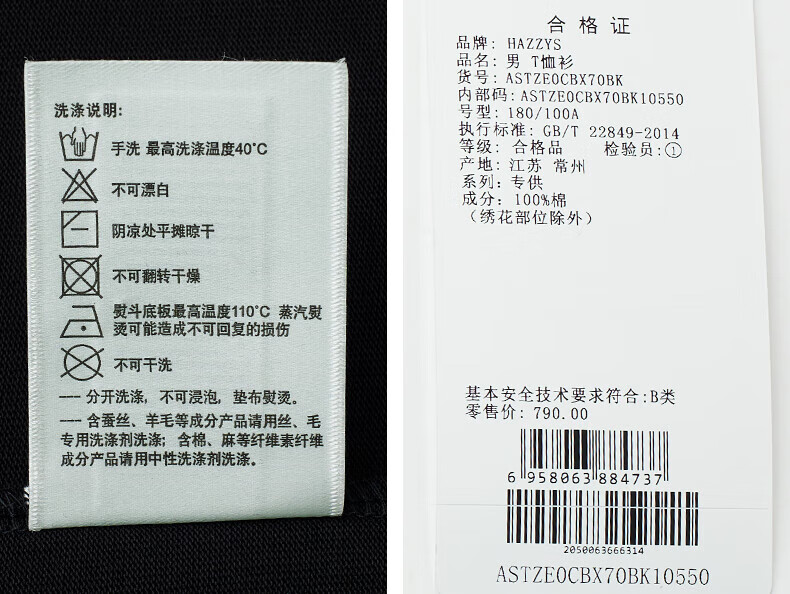 洗涤说明:
手洗 最高洗涤温度40°C
不可漂白
阴凉处平摊晾干
不可翻转干燥
熨斗底板最高温度110°C 蒸汽熨
烫可能造成不可回复的损伤
不可干洗
--- 分开洗涤，不可浸泡，垫布熨烫。
--- 含蚕丝、羊毛等成分产品请用丝、毛
专用洗涤剂洗涤；含棉、麻等纤维素纤维
成分产品请用中性洗涤剂洗涤。
合格证
品牌: HAZZYS
品名: 男 T恤衫
货号: ASTZE0CBX70BK
内部码: ASTZE0CBX70BK10550
号型: 180/100A
执行标准: GB/T 22849-2014
等级: 合格品 检验员:①
产地: 江苏 常州
系列: 专供
成分: 100%棉
(绣花部位除外)
基本安全技术要求符合:B类
零售价: 790.00
6 958063 884737
2050063666314
ASTZE0CBX70BK10550